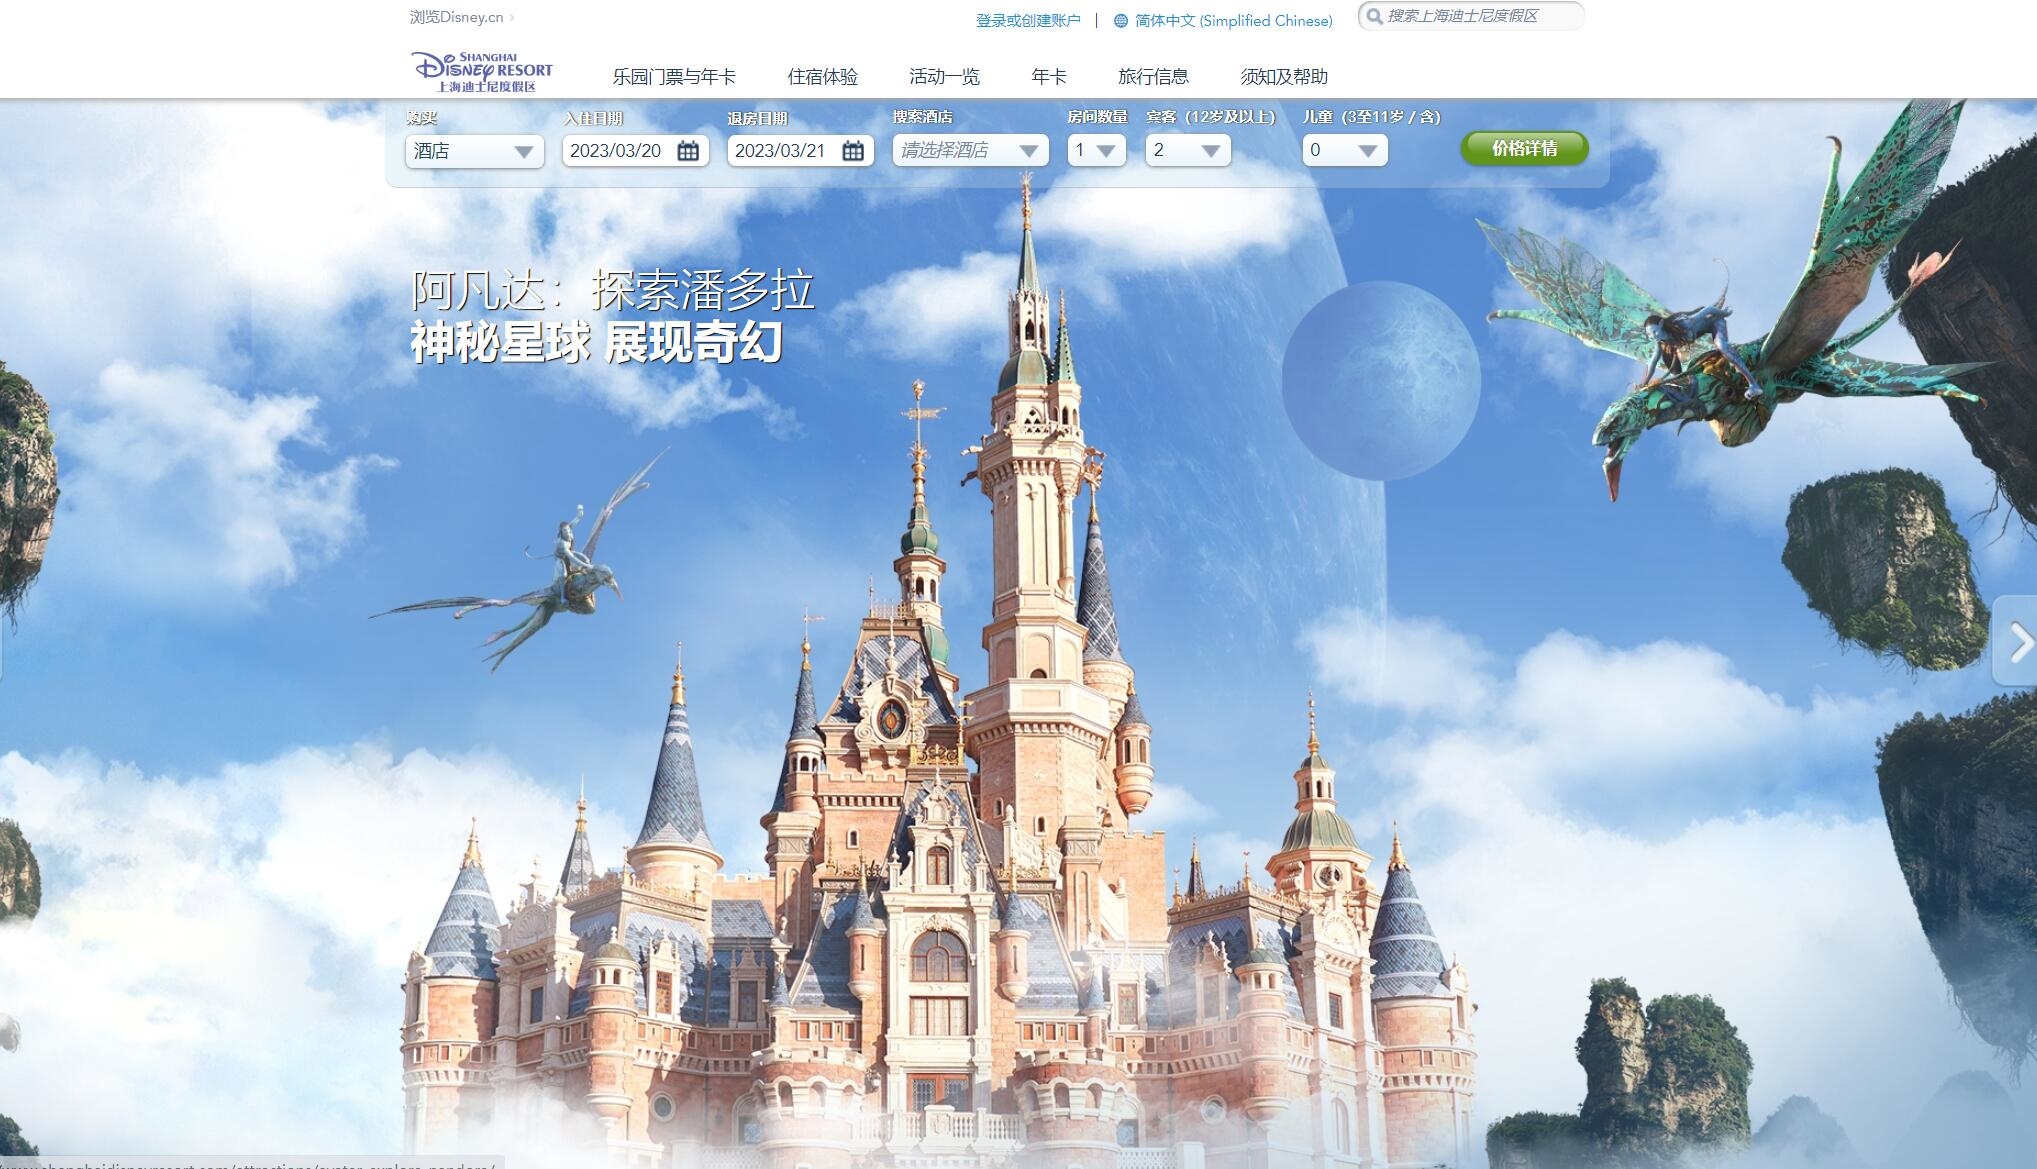 浏览Disney.cn
登录或创建账户 | 简体中文 (Simplified Chinese)
搜索上海迪士尼度假区
SHANGHAI
DISNEY RESORT
上海迪士尼度假区
乐园门票与年卡 住宿体验 活动一览 年卡 旅行信息 须知及帮助
购买 入住日期 退房日期 搜索酒店 房间数量 宾客（12岁及以上） 儿童（3至11岁 / 含）
酒店 2023/03/20 2023/03/21 请选择酒店 1 2 0 价格详情
阿凡达：探索潘多拉
神秘星球 展现奇幻